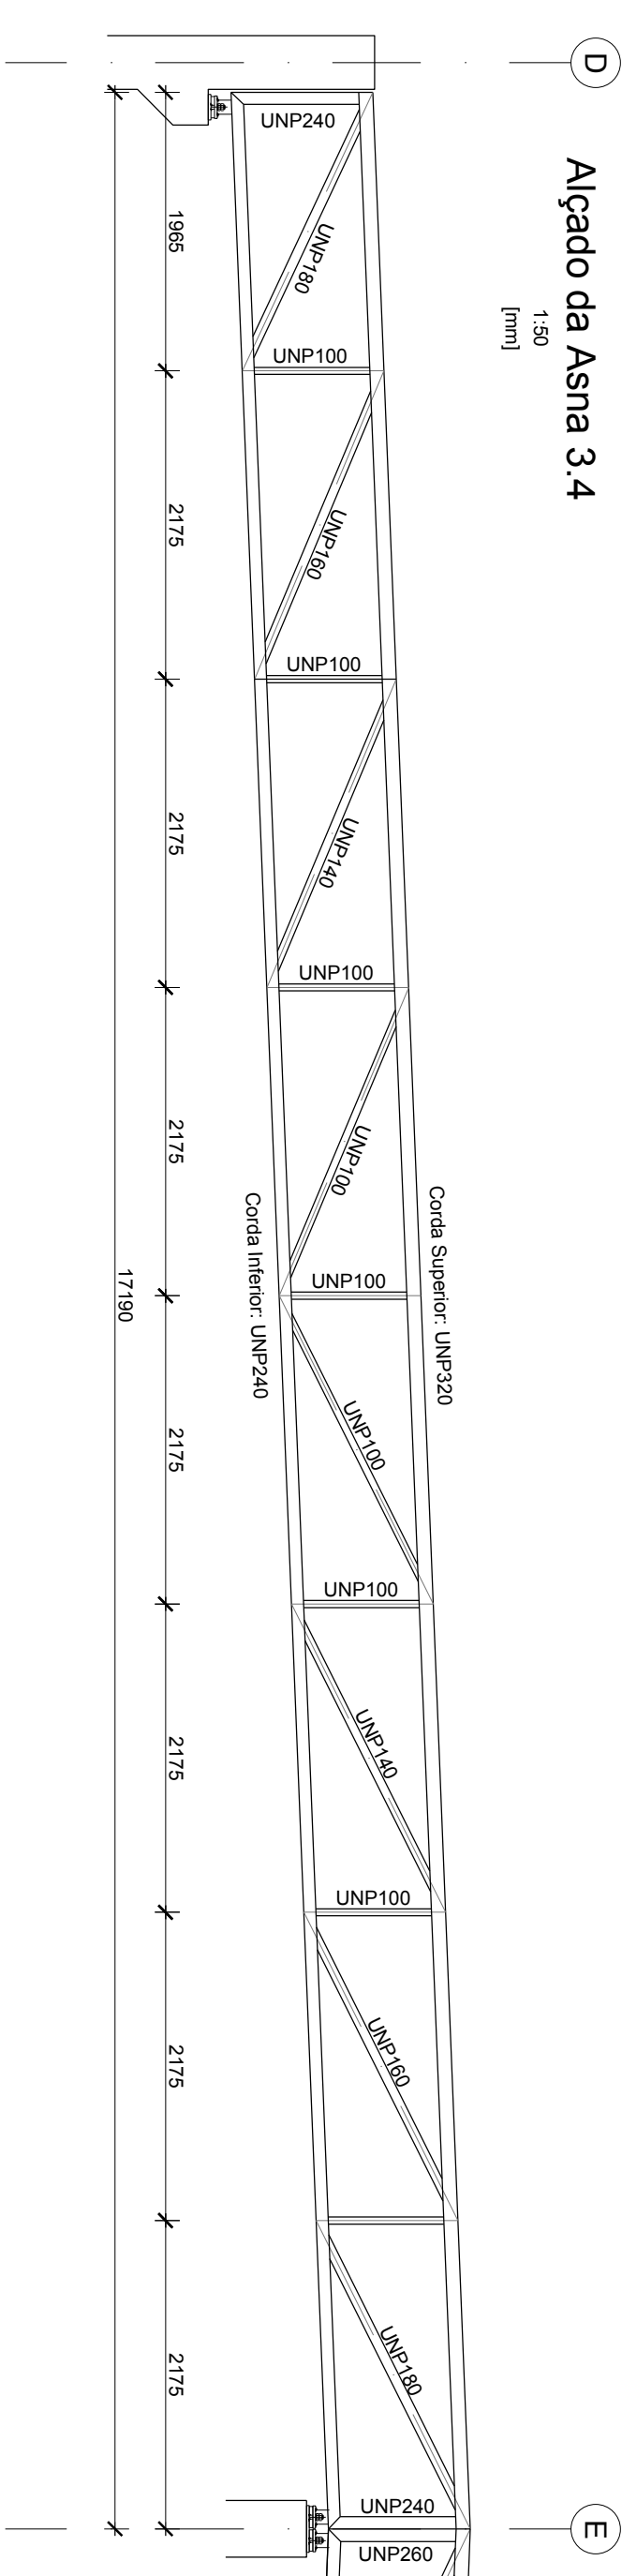 D
Alçado da Asna 3.4
1:50
[mm]
UNP240
UNP180
UNP100
UNP160
UNP100
UNP140
UNP100
UNP100
UNP100
UNP100
UNP100
UNP140
UNP100
UNP160
UNP180
UNP240
UNP260
Corda Superior: UNP320
Corda Inferior: UNP240
1965
2175
2175
2175
2175
2175
2175
2175
17190
E